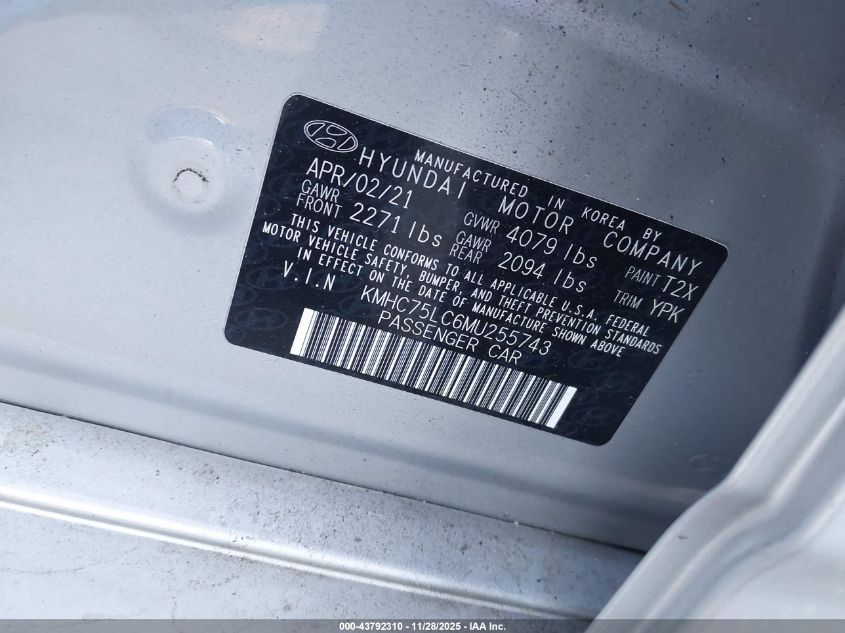 MANUFACTURED IN KOREA BY
HYUNDAI MOTOR COMPANY
APR/02/21 GVWR 4079 lbs PAINT T2X
GAWR FRONT 2271 lbs GAWR REAR 2094 lbs TRIM YPK
THIS VEHICLE CONFORMS TO ALL APPLICABLE U.S.A. FEDERAL
MOTOR VEHICLE SAFETY, BUMPER, AND THEFT PREVENTION STANDARDS
IN EFFECT ON THE DATE OF MANUFACTURE SHOWN ABOVE
V.I.N KMHC75LC6MU255743
PASSENGER CAR
000-43792310 - 11/28/2025 - IAA Inc.